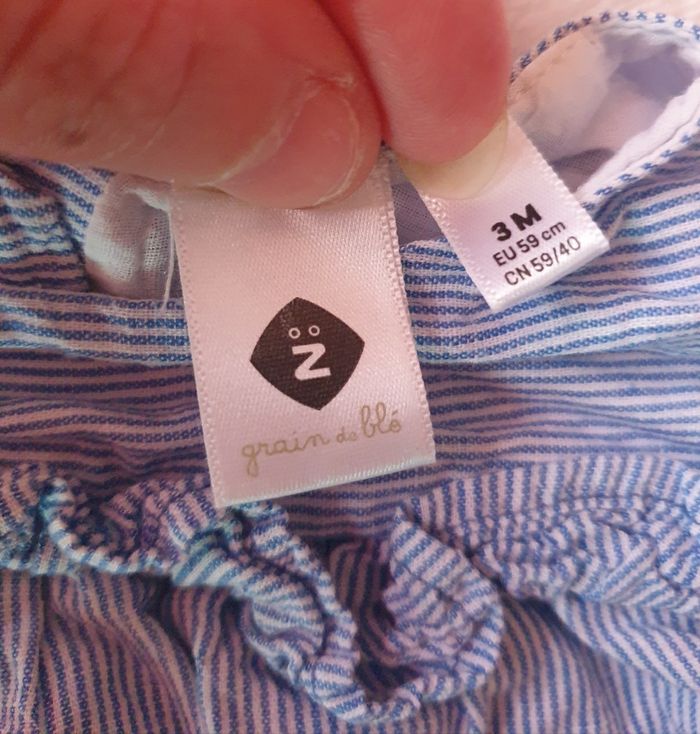 Z
grain de blé
3 M
EU 59 cm
CN 59/40